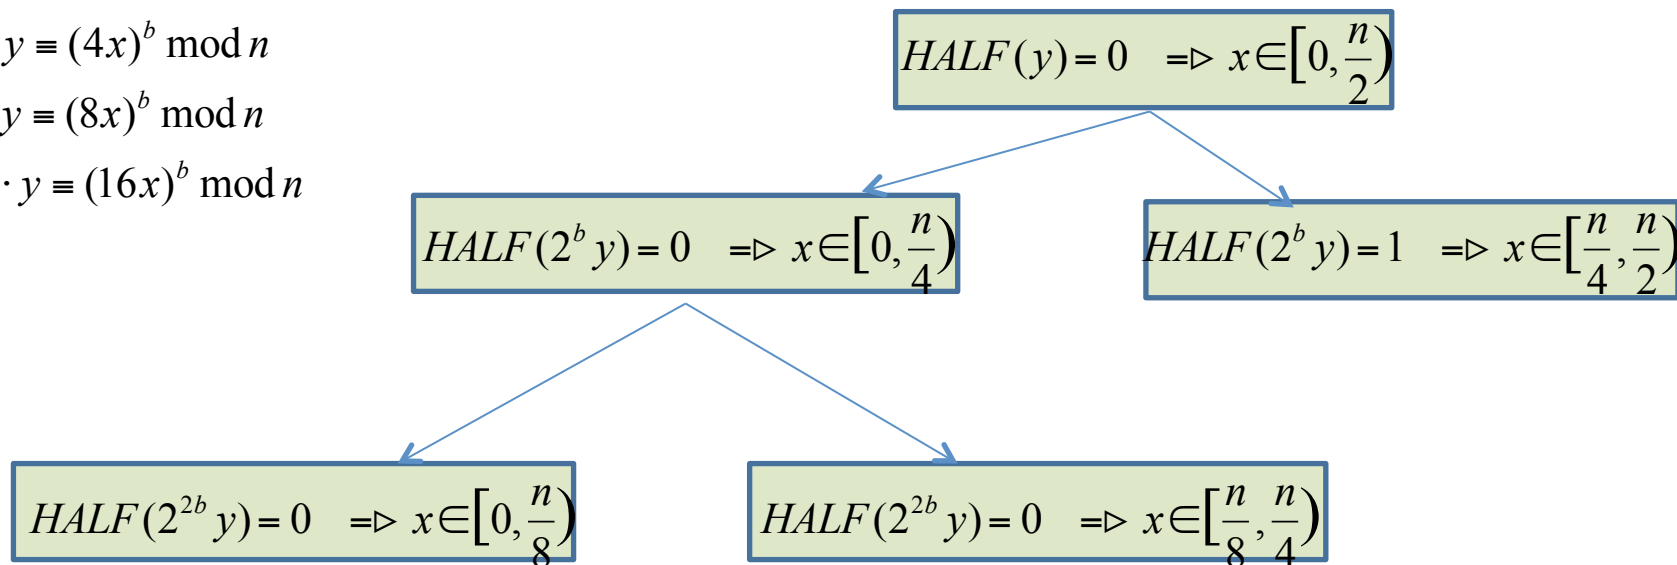 y ≡ (4x)^b mod n
y ≡ (8x)^b mod n
· y ≡ (16x)^b mod n
HALF(y) = 0 ⇒ x ∈ [0, n/2)
HALF(2^b y) = 0 ⇒ x ∈ [0, n/4)
HALF(2^b y) = 1 ⇒ x ∈ [n/4, n/2)
HALF(2^{2b} y) = 0 ⇒ x ∈ [0, n/8)
HALF(2^{2b} y) = 0 ⇒ x ∈ [n/8, n/4)